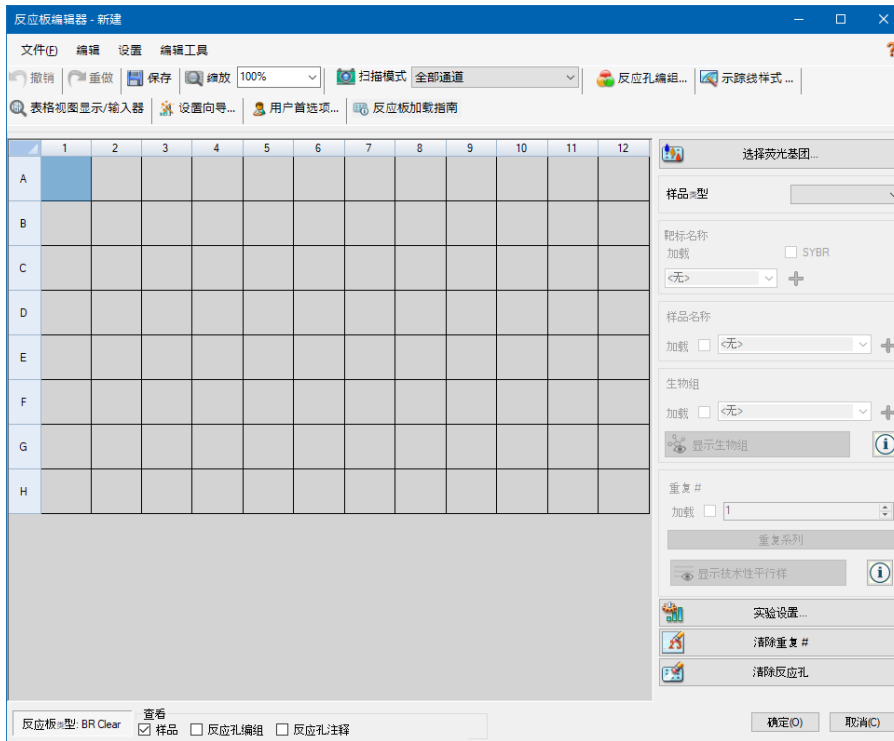 反应板编辑器 - 新建
文件(F) 编辑 设置 编辑工具 ?
撤销 重做 保存 缩放 100% 扫描模式 全部通道 反应孔编组... 示踪线样式 ...
表格视图显示/输入器 设置向导... 用户首选项... 反应板加载指南
1 2 3 4 5 6 7 8 9 10 11 12
A
B
C
D
E
F
G
H
选择荧光基团...
样品类型
靶标名称
加载 SYBR
<无>
样品名称
加载 <无>
生物组
加载 <无>
显示生物组
重复 #
加载 1
重复系列
显示技术性平行样
实验设置...
清除重复 #
清除反应孔
反应板类型: BR Clear
查看
样品 反应孔编组 反应孔注释
确定(O) 取消(C)